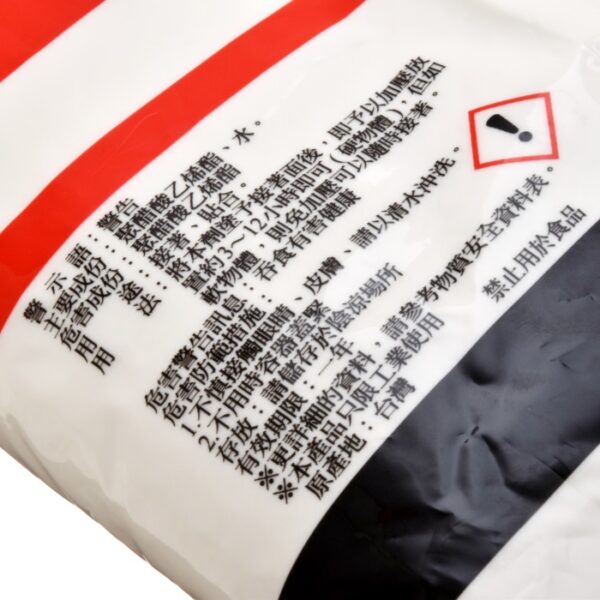 警 示 語：警告
主要成份：聚醋酸乙烯酯、水。
危害成份：聚醋酸乙烯酯
用 途：接著、貼合。
用 法：將本劑塗于接著面後，即予以加壓放
置約3～12小時即可(硬物體)，但如
軟物體，則免加壓可以隨時接著。
危害警告訊息：吞食有害健康
危害防範措施：
1.不慎接觸眼睛、皮膚、請以清水沖洗。
2.不用時容器蓋緊
存放：請儲存於陰涼場所
有效期限：一年
※更詳細的資料，請參考物質安全資料表。
※本產品只限工業使用 禁止用於食品
原產地：台灣